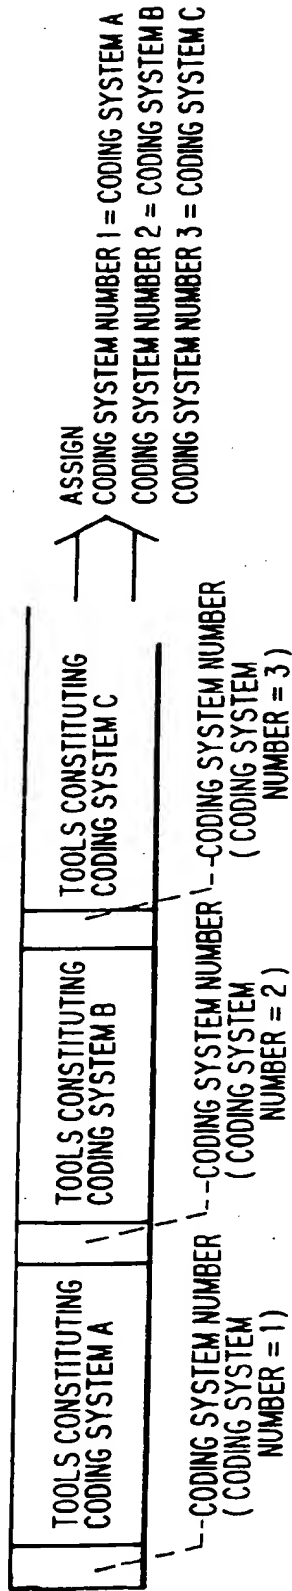 TOOLS CONSTITUTING
CODING SYSTEM A
TOOLS CONSTITUTING
CODING SYSTEM B
TOOLS CONSTITUTING
CODING SYSTEM C
CODING SYSTEM NUMBER
( CODING SYSTEM
NUMBER = 1)
CODING SYSTEM NUMBER
( CODING SYSTEM
NUMBER = 2 )
CODING SYSTEM NUMBER
( CODING SYSTEM
NUMBER = 3 )
ASSIGN
CODING SYSTEM NUMBER 1 = CODING SYSTEM A
CODING SYSTEM NUMBER 2 = CODING SYSTEM B
CODING SYSTEM NUMBER 3 = CODING SYSTEM C